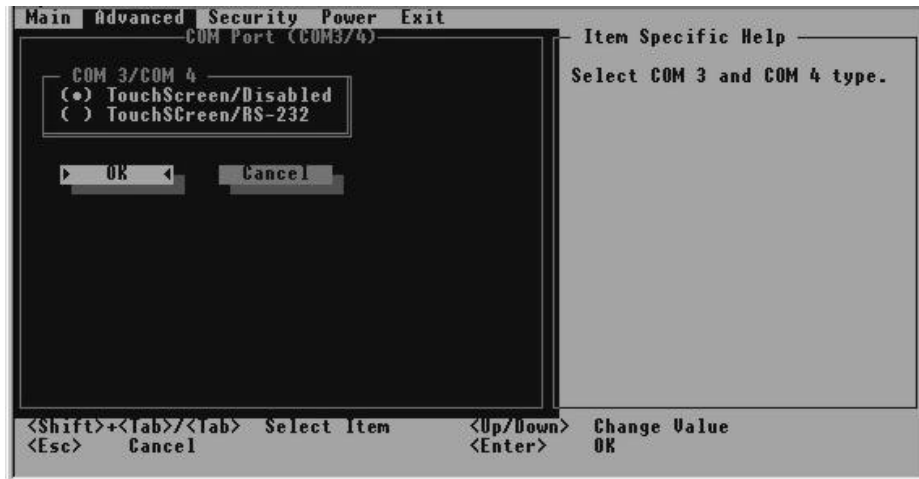 Main Advanced Security Power Exit
COM Port (COM3/4)
Item Specific Help
COM 3/COM 4
Select COM 3 and COM 4 type.
(•) TouchScreen/Disabled
( ) TouchSCreen/RS-232
OK Cancel
<Shift>+<Tab>/<Tab> Select Item <Up/Down> Change Value
<Esc> Cancel <Enter> OK